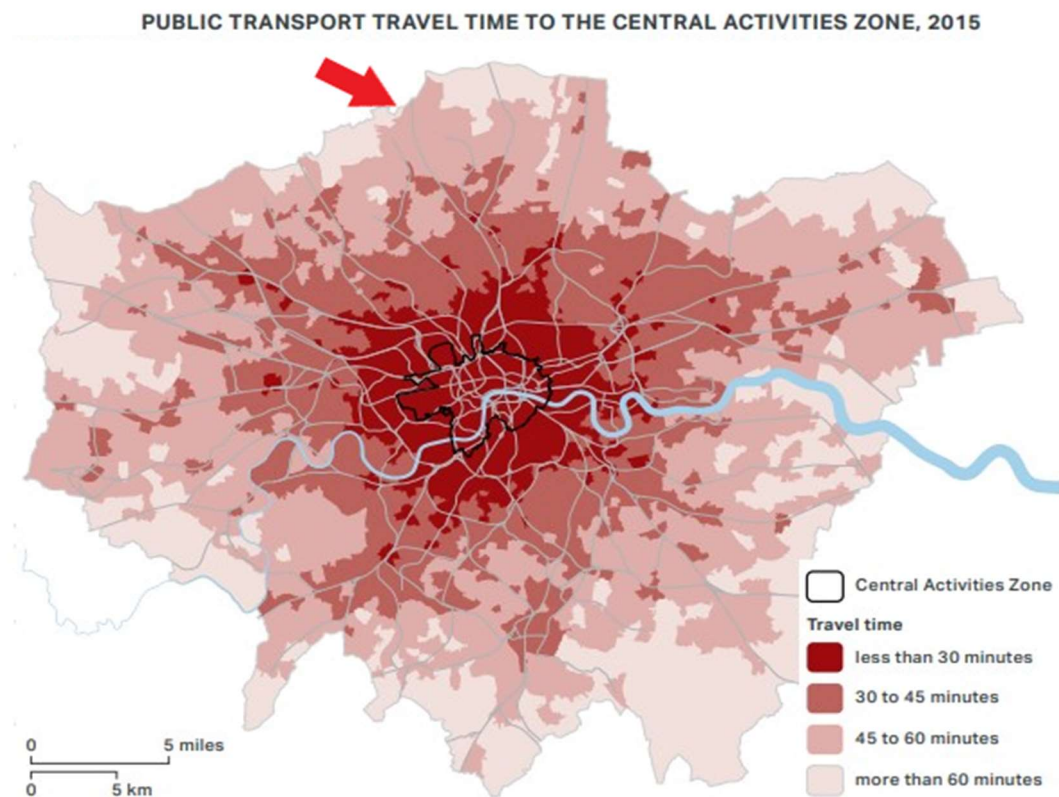 PUBLIC TRANSPORT TRAVEL TIME TO THE CENTRAL ACTIVITIES ZONE, 2015
Central Activities Zone
Travel time
less than 30 minutes
30 to 45 minutes
45 to 60 minutes
more than 60 minutes
0 5 miles
0 5 km